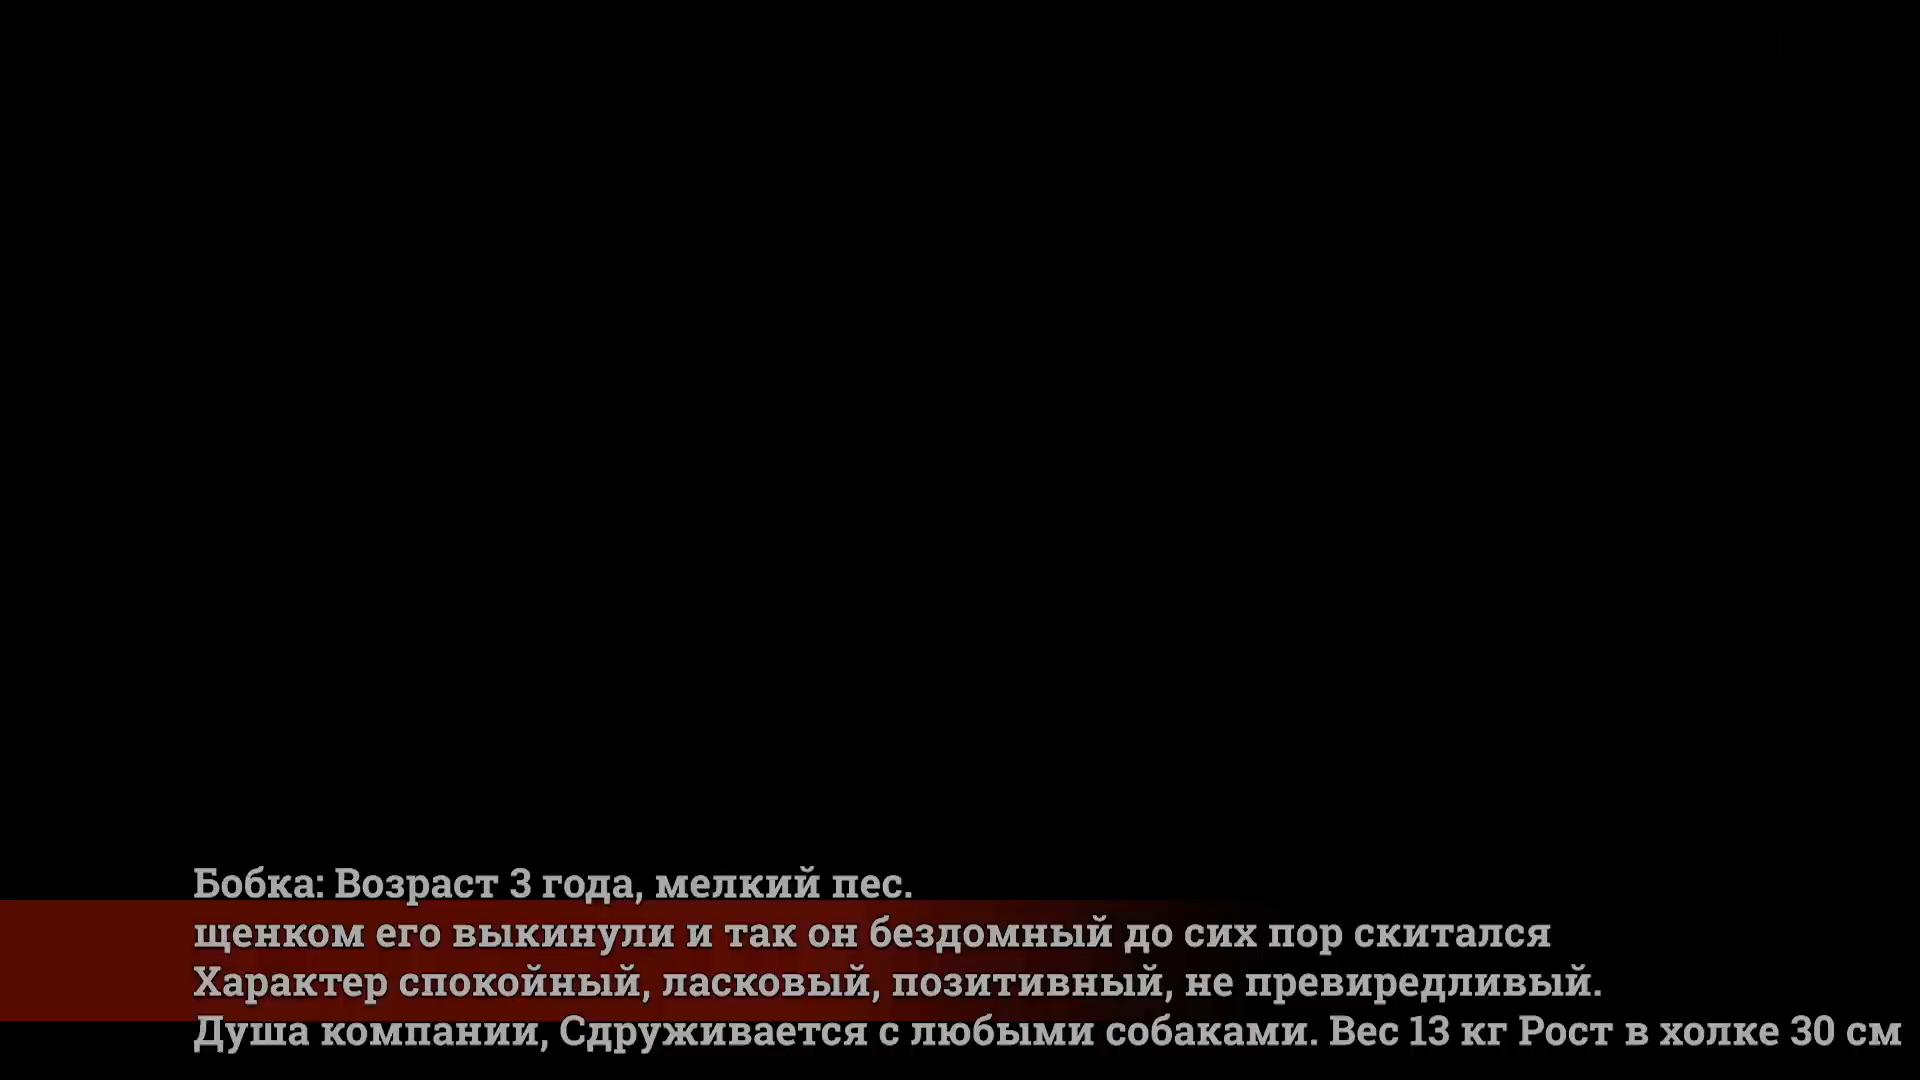 Бобка: Возраст 3 года, мелкий пес.
щенком его выкинули и так он бездомный до сих пор скитался
Характер спокойный, ласковый, позитивный, не превиредливый.
Душа компании, Сдруживается с любыми собаками. Вес 13 кг Рост в холке 30 см